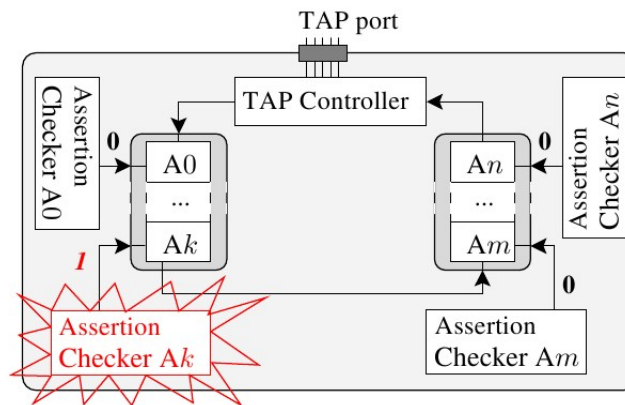 TAP port
TAP Controller
Assertion
Checker A0
0
A0
...
Ak
1
Assertion
Checker Ak
An
...
Am
0
Assertion
Checker An
0
Assertion
Checker Am